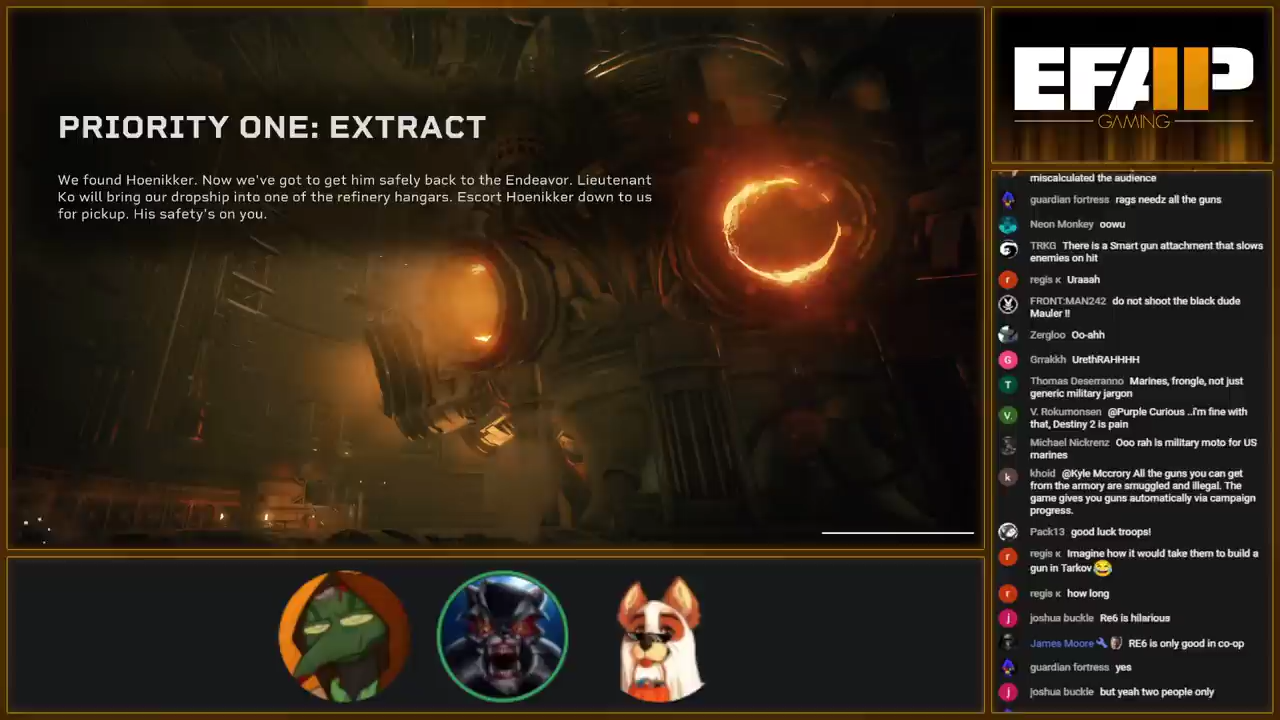 PRIORITY ONE: EXTRACT
We found Hoenikker. Now we've got to get him safely back to the Endeavor. Lieutenant
Ko will bring our dropship into one of the refinery hangars. Escort Hoenikker down to us
for pickup. His safety's on you.
EFAP
GAMING
miscalculated the audience
guardian fortress rags needz all the guns
Neon Monkey oowu
TRKG There is a Smart gun attachment that slows
enemies on hit
regis ĸ Uraaah
FRONT:MAN242 do not shoot the black dude
Mauler !!
Zergloo Oo-ahh
Grrakkh UrethRAHHHH
Thomas Deserranno Marines, frongle, not just
generic military jargon
V. Rokumonsen @Purple Curious ..i'm fine with
that, Destiny 2 is pain
Michael Nickrenz Ooo rah is military moto for US
marines
khoid @Kyle Mccrory All the guns you can get
from the armory are smuggled and illegal. The
game gives you guns automatically via campaign
progress.
Pack13 good luck troops!
regis ĸ Imagine how it would take them to build a
gun in Tarkov😂
regis ĸ how long
joshua buckle Re6 is hilarious
James Moore RE6 is only good in co-op
guardian fortress yes
joshua buckle but yeah two people only